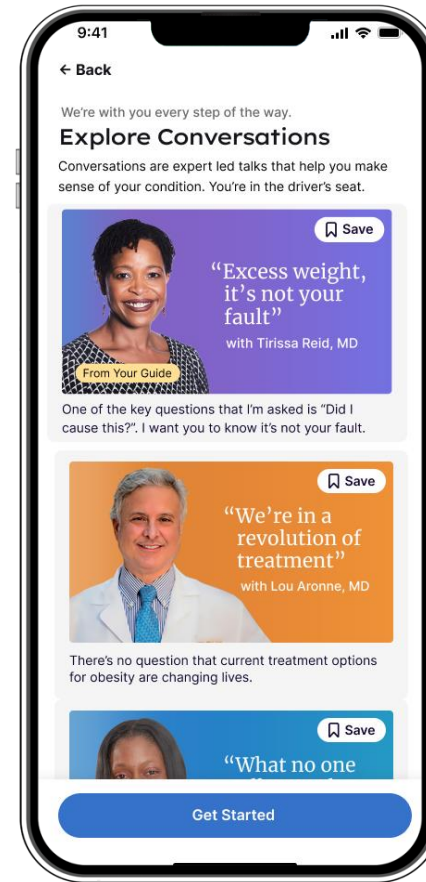 9:41
← Back
We're with you every step of the way.
Explore Conversations
Conversations are expert led talks that help you make
sense of your condition. You're in the driver's seat.
Save
“Excess weight,
it's not your
fault”
with Tirissa Reid, MD
From Your Guide
One of the key questions that I'm asked is “Did I
cause this?”. I want you to know it's not your fault.
Save
“We're in a
revolution of
treatment”
with Lou Aronne, MD
There's no question that current treatment options
for obesity are changing lives.
Save
“What no one
Get Started